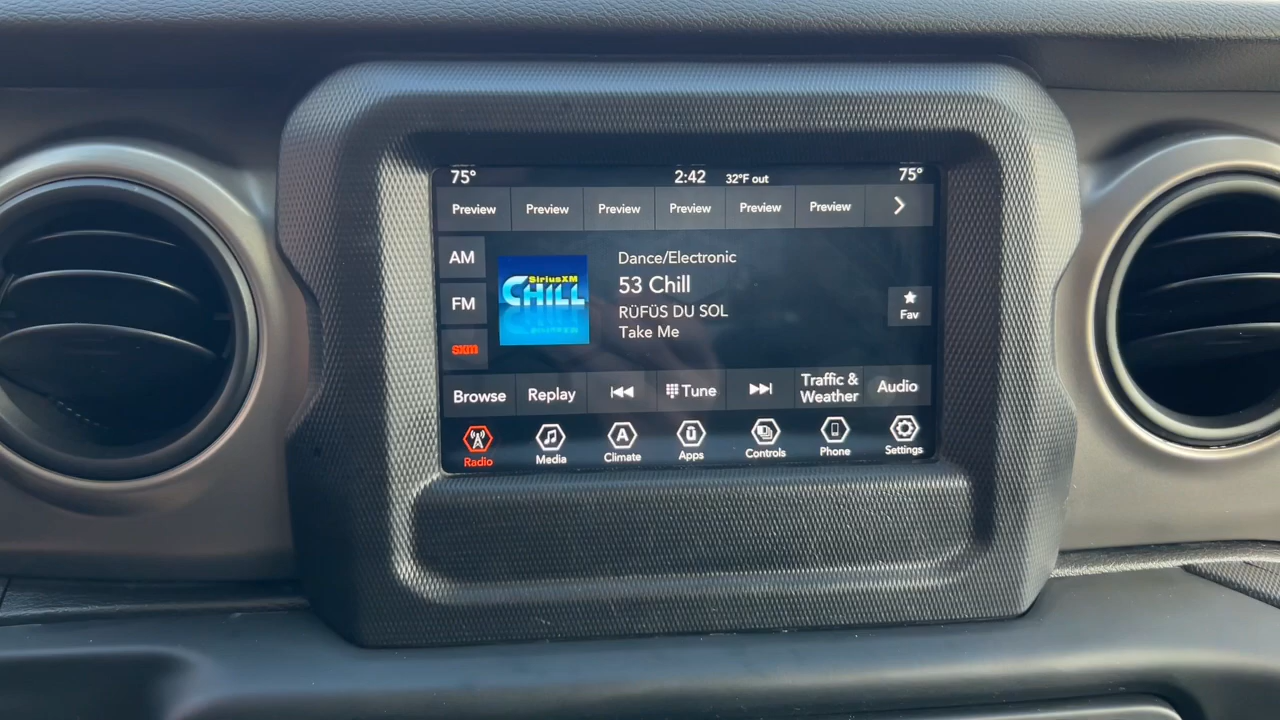 75° 2:42 32°F out 75°
Preview Preview Preview Preview Preview Preview
AM
FM
sxm
SiriusXM
CHILL
Dance/Electronic
53 Chill
RÜFÜS DU SOL
Take Me
Fav
Browse Replay Tune Traffic & Weather Audio
Radio Media A Climate ū Apps Controls Phone Settings